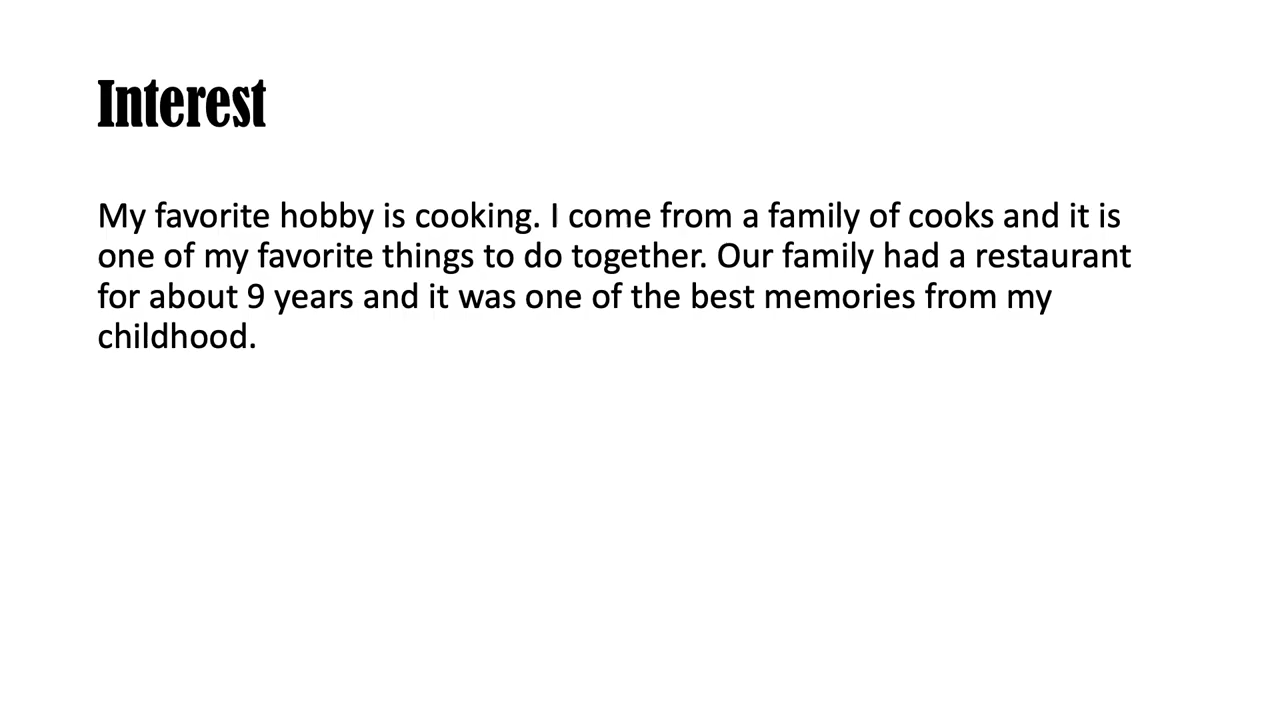 Interest
My favorite hobby is cooking. I come from a family of cooks and it is
one of my favorite things to do together. Our family had a restaurant
for about 9 years and it was one of the best memories from my
childhood.